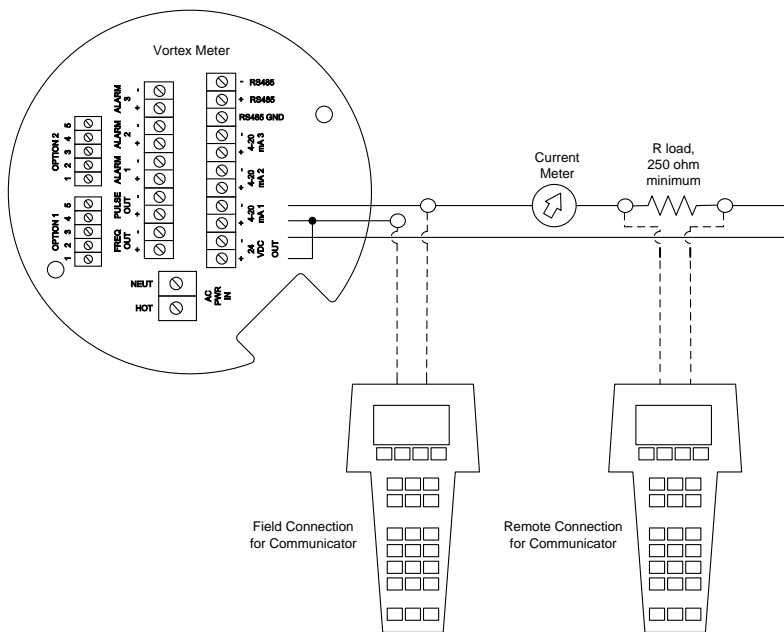 Vortex Meter
- RS485
+ RS485
RS485 GND
- 4-20
+ mA 3
- 4-20
+ mA 2
- 4-20
+ mA 1
- 24
+ VDC
OUT
ALARM
3
-
+
ALARM
2
-
+
ALARM
1
-
+
PULSE
OUT
-
+
FREQ
OUT
-
+
OPTION 2
5
4
3
2
1
OPTION 1
5
4
3
2
1
NEUT
HOT
AC
PWR
IN
Current
Meter
R load,
250 ohm
minimum
Field Connection
for Communicator
Remote Connection
for Communicator